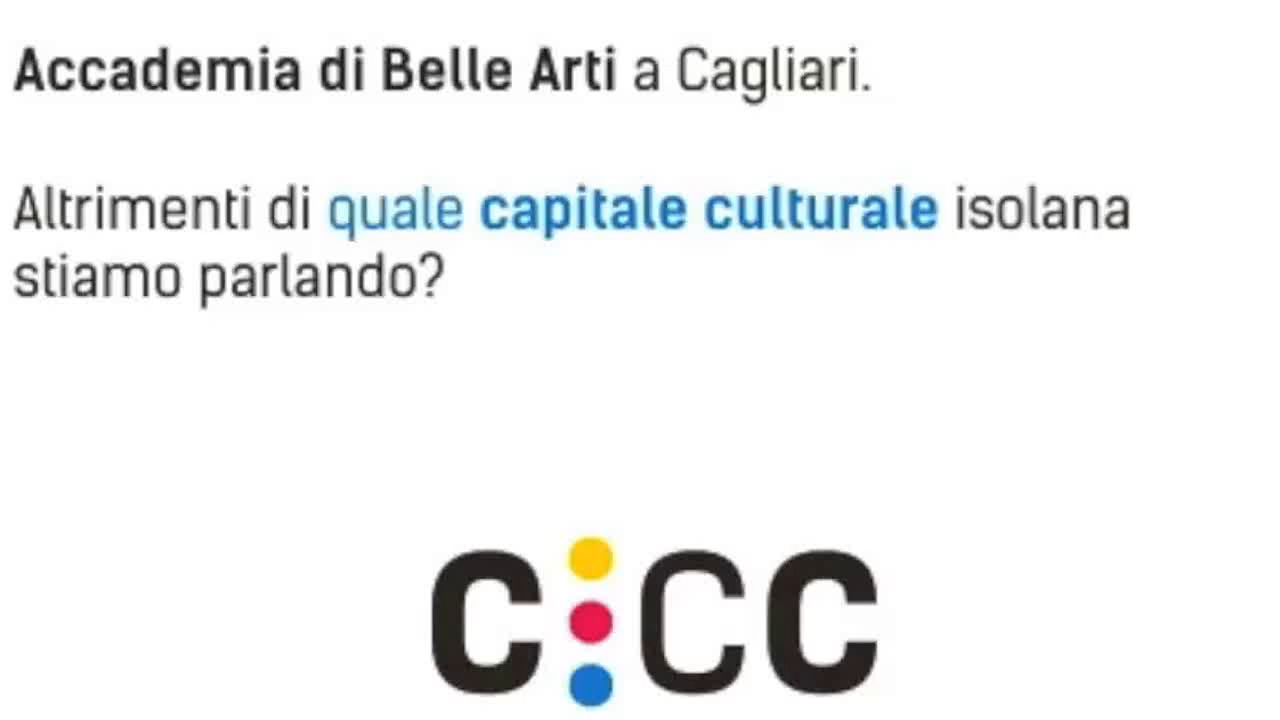 Accademia di Belle Arti a Cagliari.
Altrimenti di quale capitale culturale isolana
stiamo parlando?
C CC